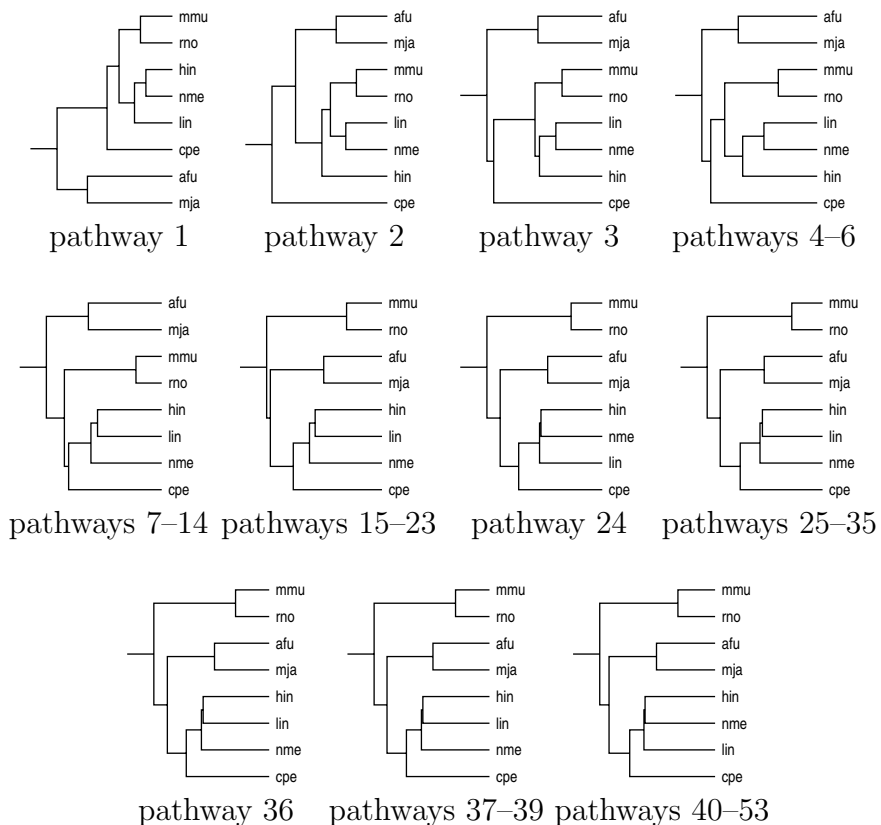 mmu
rno
hin
nme
lin
cpe
afu
mja
pathway 1
afu
mja
mmu
rno
lin
nme
hin
cpe
pathway 2
afu
mja
mmu
rno
lin
nme
hin
cpe
pathway 3
afu
mja
mmu
rno
lin
nme
hin
cpe
pathways 4–6
afu
mja
mmu
rno
hin
lin
nme
cpe
pathways 7–14
mmu
rno
afu
mja
hin
lin
nme
cpe
pathways 15–23
mmu
rno
afu
mja
hin
nme
lin
cpe
pathway 24
mmu
rno
afu
mja
hin
lin
nme
cpe
pathways 25–35
mmu
rno
afu
mja
hin
lin
nme
cpe
pathway 36
mmu
rno
afu
mja
hin
lin
nme
cpe
pathways 37–39
mmu
rno
afu
mja
hin
nme
lin
cpe
pathways 40–53